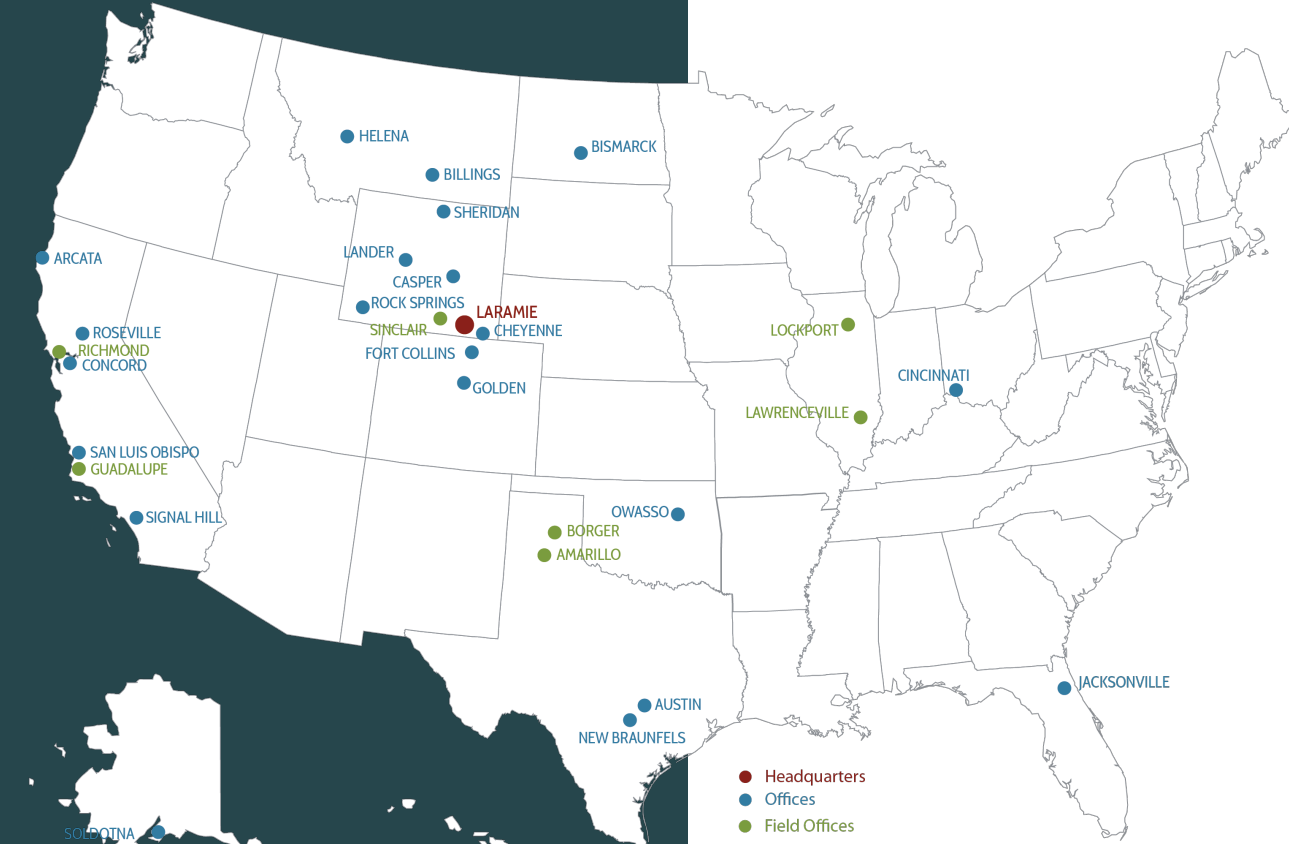 HELENA
BISMARCK
BILLINGS
SHERIDAN
LANDER
ARCATA
CASPER
ROCK SPRINGS
LARAMIE
SINCLAIR
CHEYENNE
LOCKPORT
ROSEVILLE
RICHMOND
FORT COLLINS
CONCORD
CINCINNATI
GOLDEN
LAWRENCEVILLE
SAN LUIS OBISPO
GUADALUPE
OWASSO
SIGNAL HILL
BORGER
AMARILLO
JACKSONVILLE
AUSTIN
NEW BRAUNFELS
Headquarters
Offices
Field Offices
SOLDOTNA